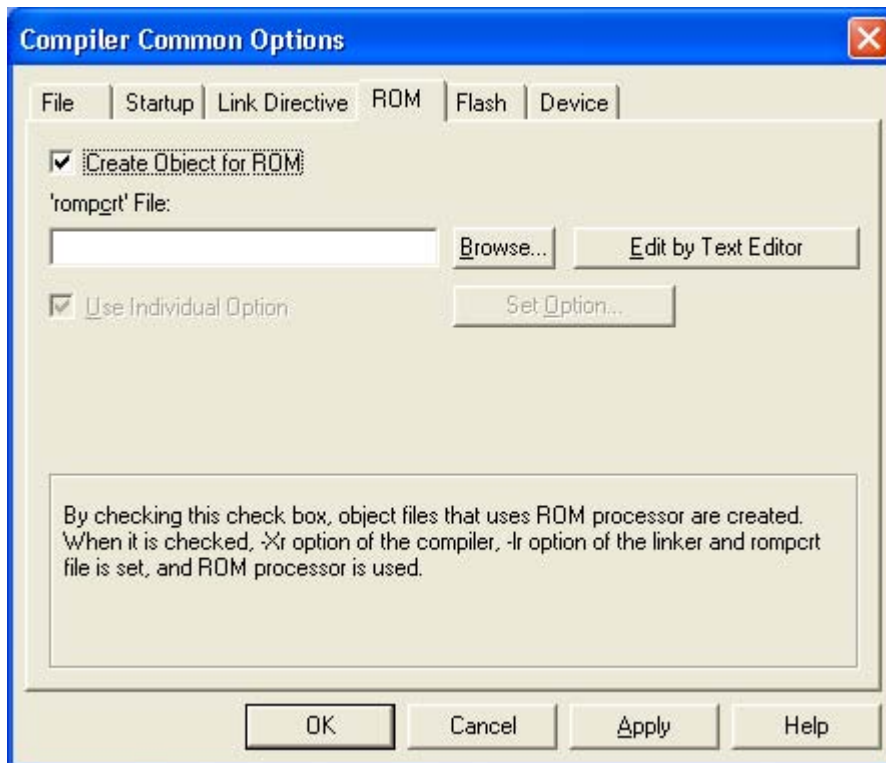 Compiler Common Options
File Startup Link Directive ROM Flash Device
Create Object for ROM
'rompcrt' File:
Browse... Edit by Text Editor
Use Individual Option Set Option...
By checking this check box, object files that uses ROM processor are created.
When it is checked, -Xr option of the compiler, -lr option of the linker and rompcrt
file is set, and ROM processor is used.
OK Cancel Apply Help